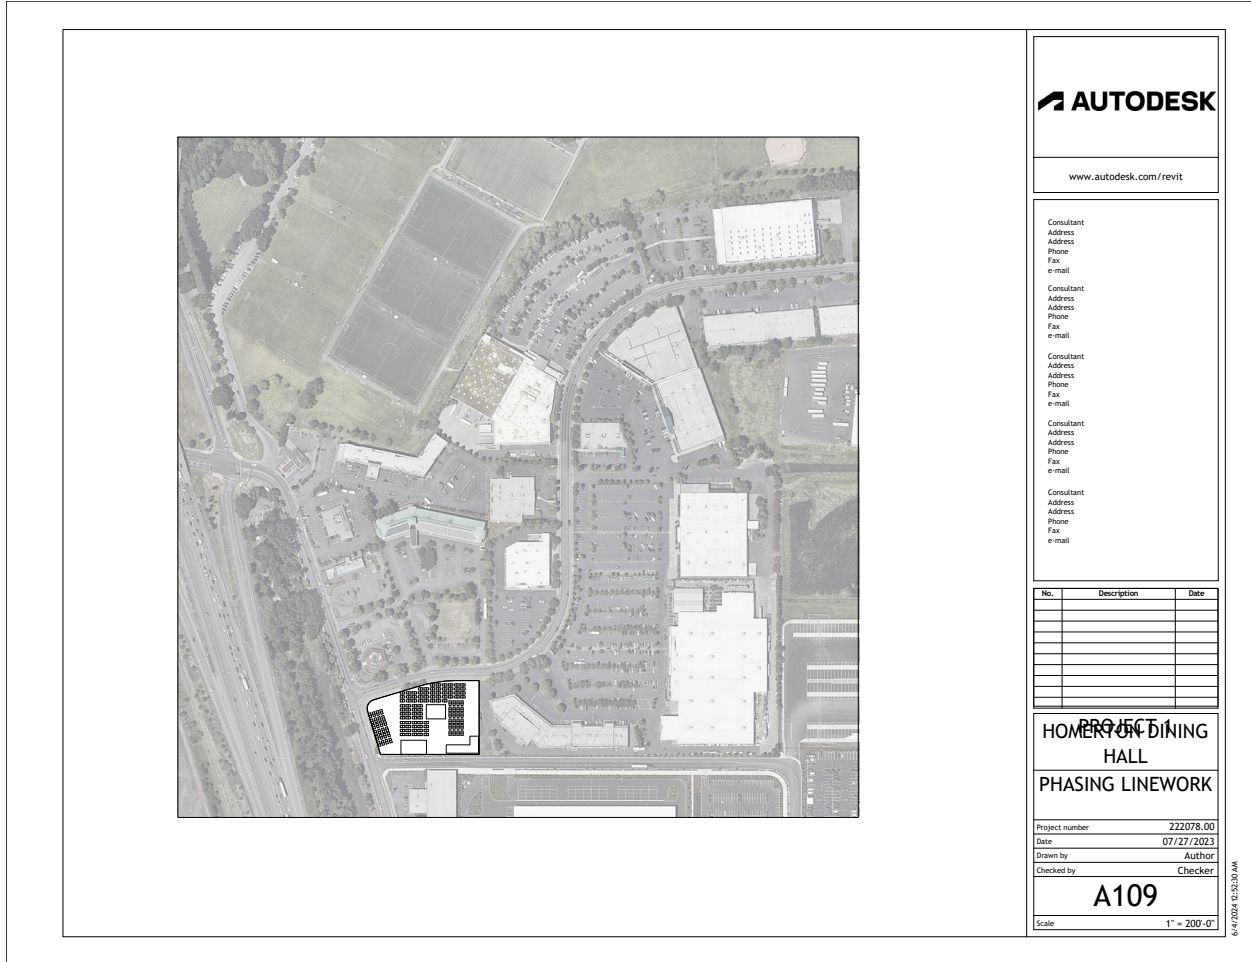 AUTODESK
www.autodesk.com/revit
Consultant
Address
Address
Phone
Fax
e-mail
Consultant
Address
Address
Phone
Fax
e-mail
Consultant
Address
Address
Phone
Fax
e-mail
Consultant
Address
Address
Phone
Fax
e-mail
Consultant
Address
Address
Phone
Fax
e-mail
No. Description Date
PROJECT 1
HOMERTON DINING
HALL
PHASING LINEWORK
Project number 222078.00
Date 07/27/2023
Drawn by Author
Checked by Checker
A109
Scale 1" = 200'-0"
6/4/2024 12:52:30 AM